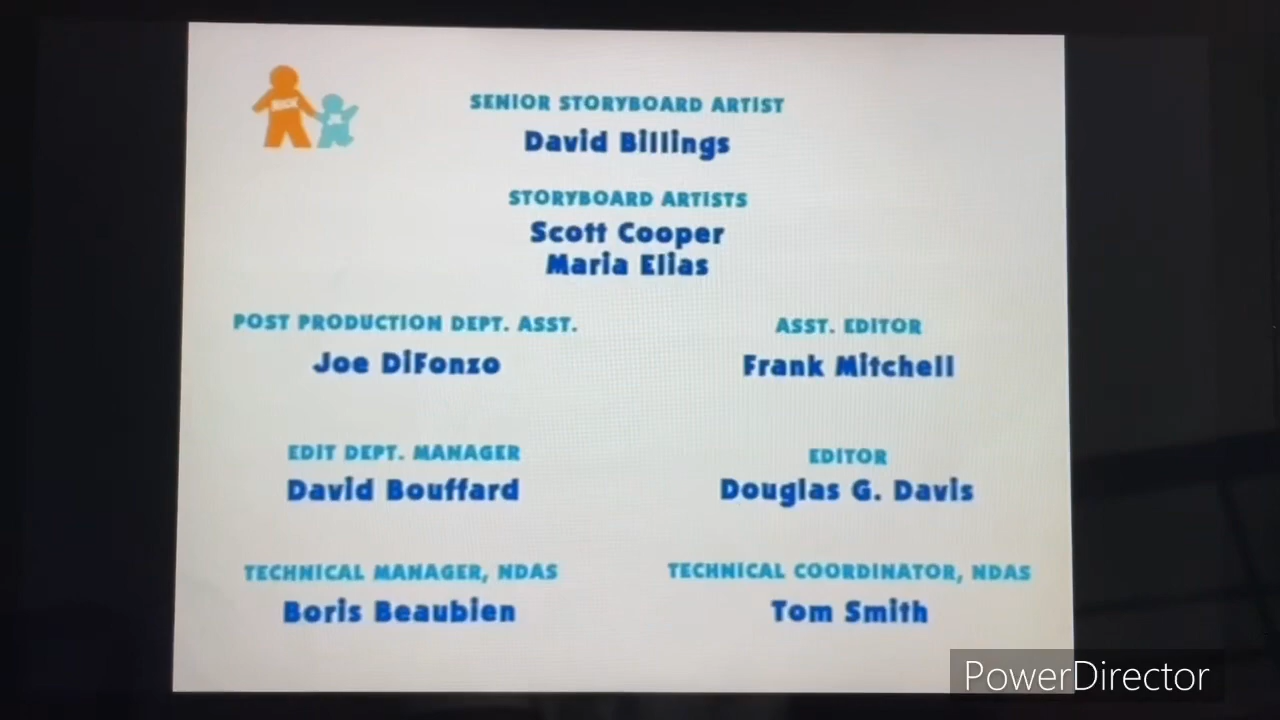 NICK
JR
SENIOR STORYBOARD ARTIST
David Billings
STORYBOARD ARTISTS
Scott Cooper
Maria Elias
POST PRODUCTION DEPT. ASST.
Joe DiFonzo
ASST. EDITOR
Frank Mitchell
EDIT DEPT. MANAGER
David Bouffard
EDITOR
Douglas G. Davis
TECHNICAL MANAGER, NDAS
Boris Beaubien
TECHNICAL COORDINATOR, NDAS
Tom Smith
PowerDirector